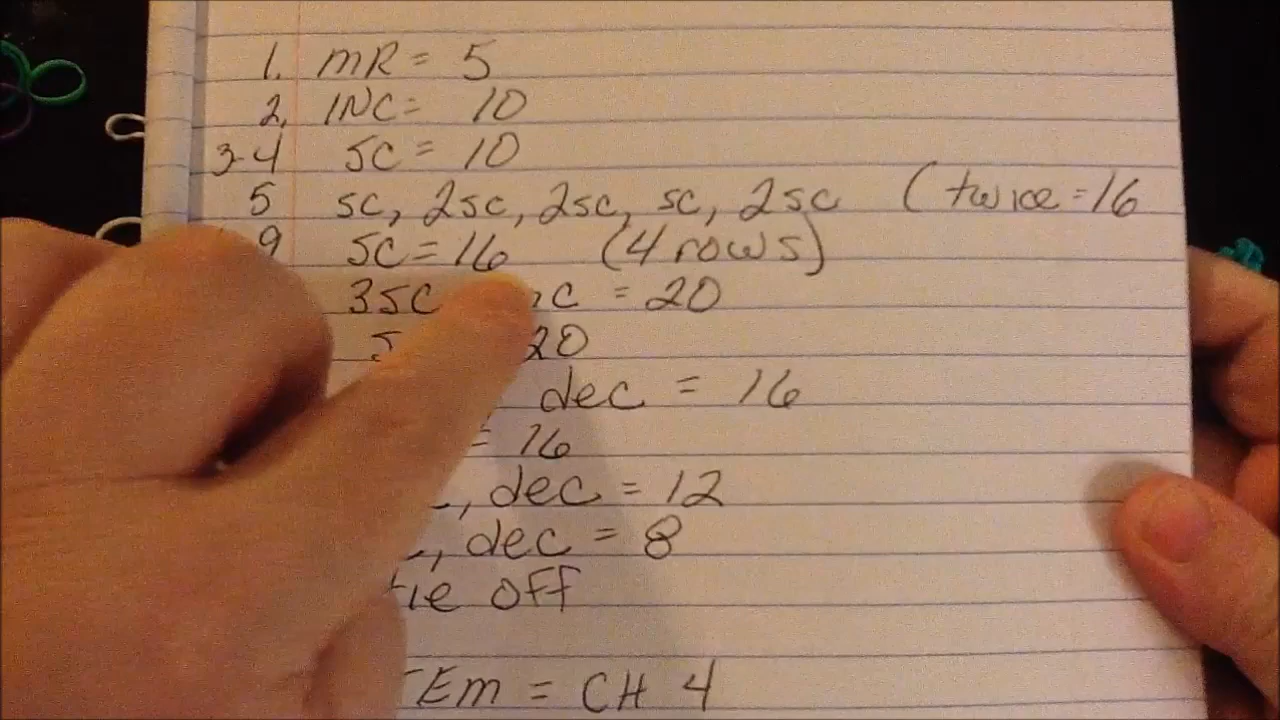 1. MR = 5
2. INC = 10
3-4 SC = 10
5 SC, 2SC, 2SC, SC, 2SC (twice = 16
9 SC = 16 (4 rows)
3SC = 20
20
dec = 16
= 16
, dec = 12
, dec = 8
tie off
= CH 4